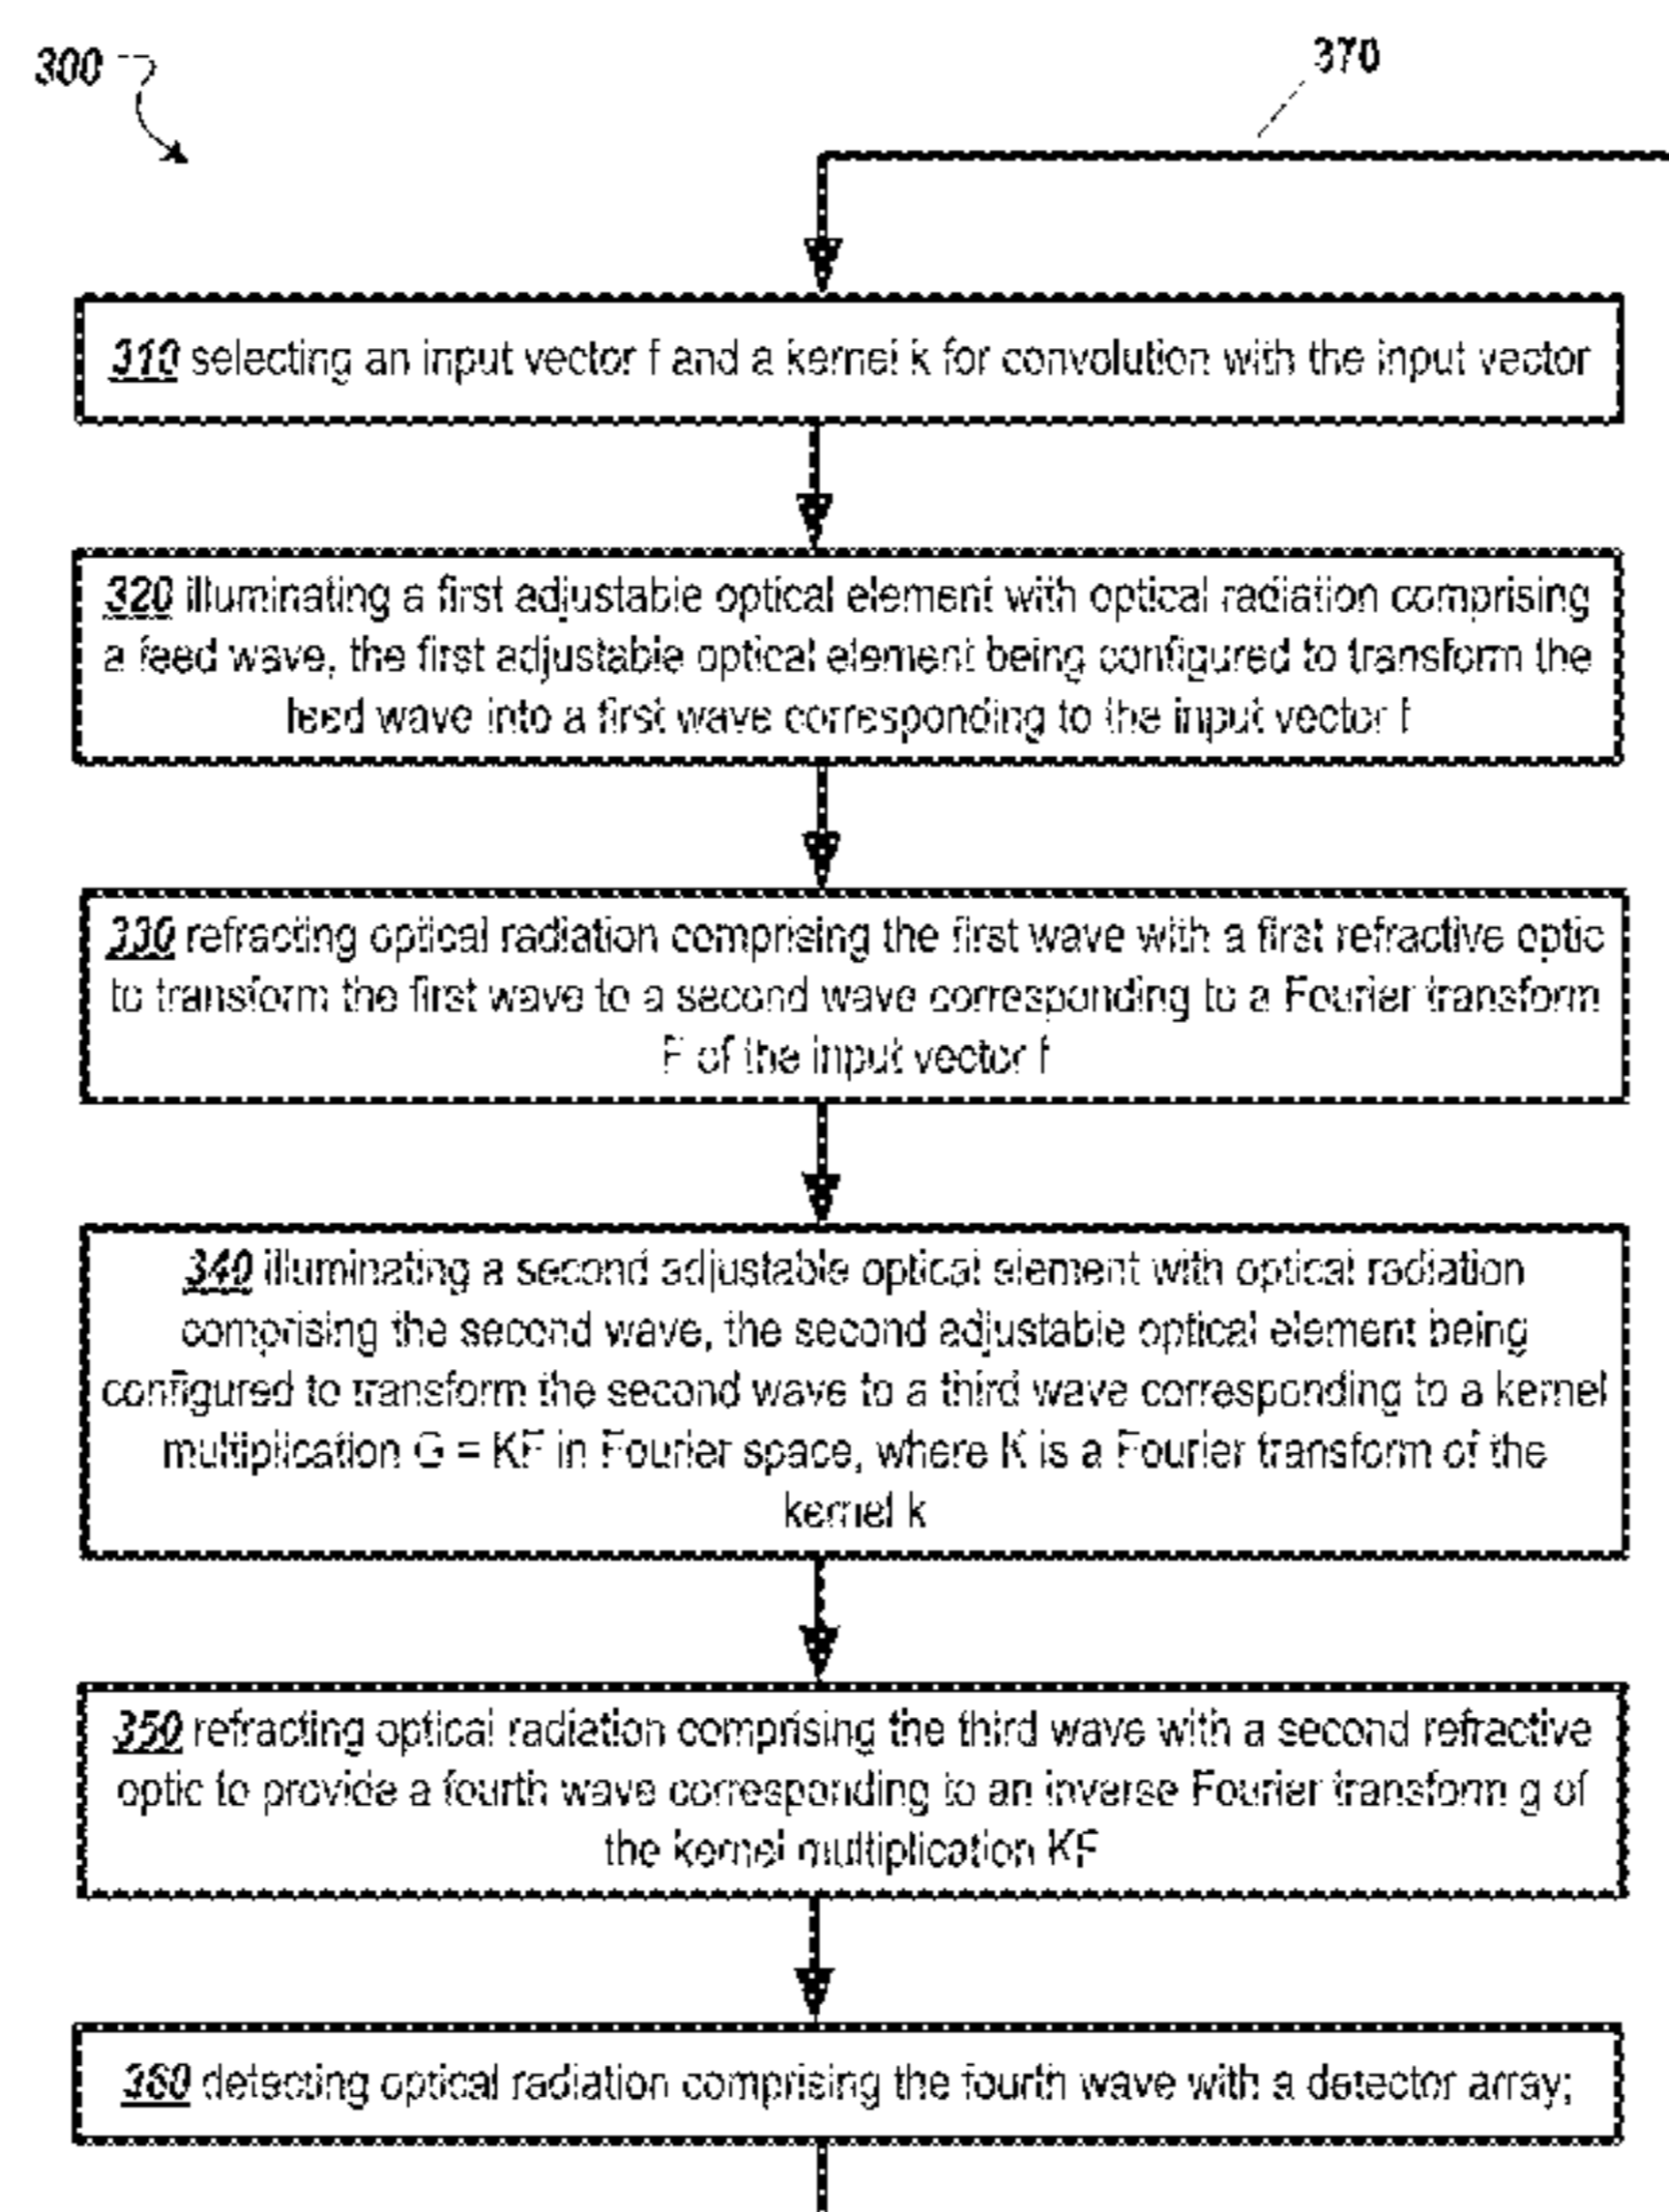 300
370
310 selecting an input vector f and a kernel k for convolution with the input vector
320 illuminating a first adjustable optical element with optical radiation comprising
a feed wave, the first adjustable optical element being configured to transform the
feed wave into a first wave corresponding to the input vector f
330 refracting optical radiation comprising the first wave with a first refractive optic
to transform the first wave to a second wave corresponding to a Fourier transform
F of the input vector f
340 illuminating a second adjustable optical element with optical radiation
comprising the second wave, the second adjustable optical element being
configured to transform the second wave to a third wave corresponding to a kernel
multiplication G = KF in Fourier space, where K is a Fourier transform of the
kernel k
350 refracting optical radiation comprising the third wave with a second refractive
optic to provide a fourth wave corresponding to an inverse Fourier transform g of
the kernel multiplication KF
360 detecting optical radiation comprising the fourth wave with a detector array;